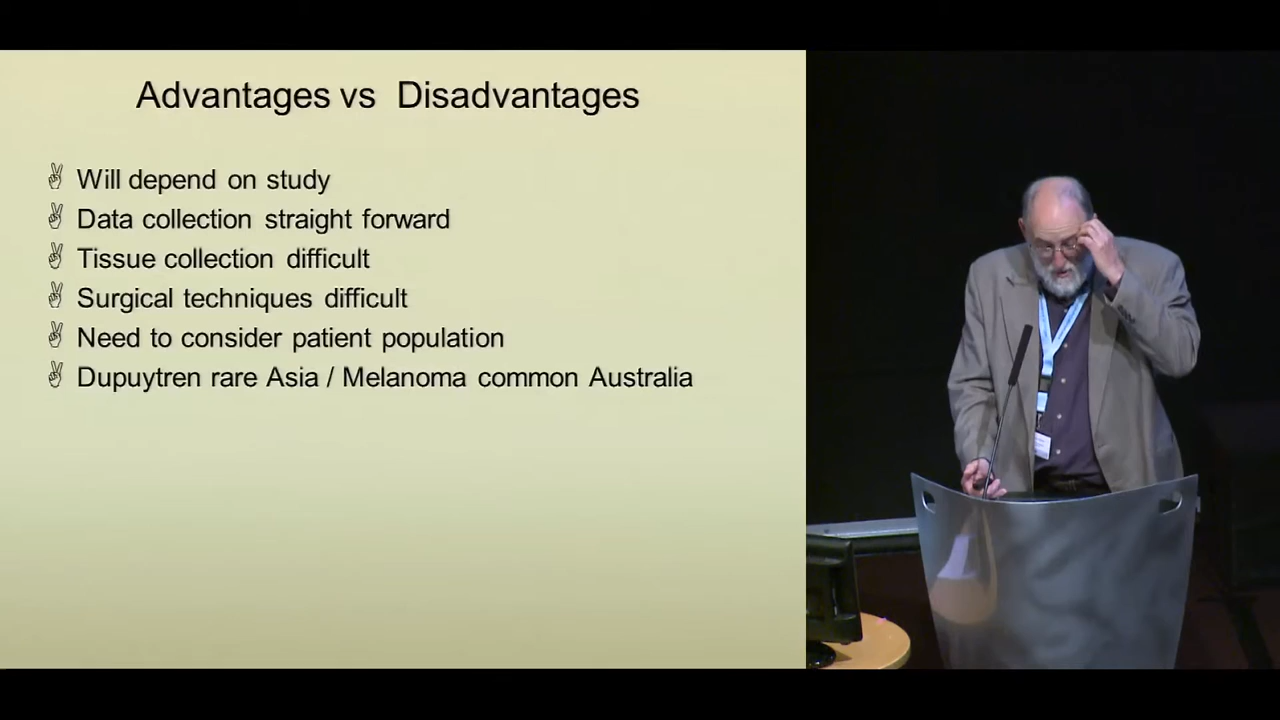 Advantages vs Disadvantages
Will depend on study
Data collection straight forward
Tissue collection difficult
Surgical techniques difficult
Need to consider patient population
Dupuytren rare Asia / Melanoma common Australia